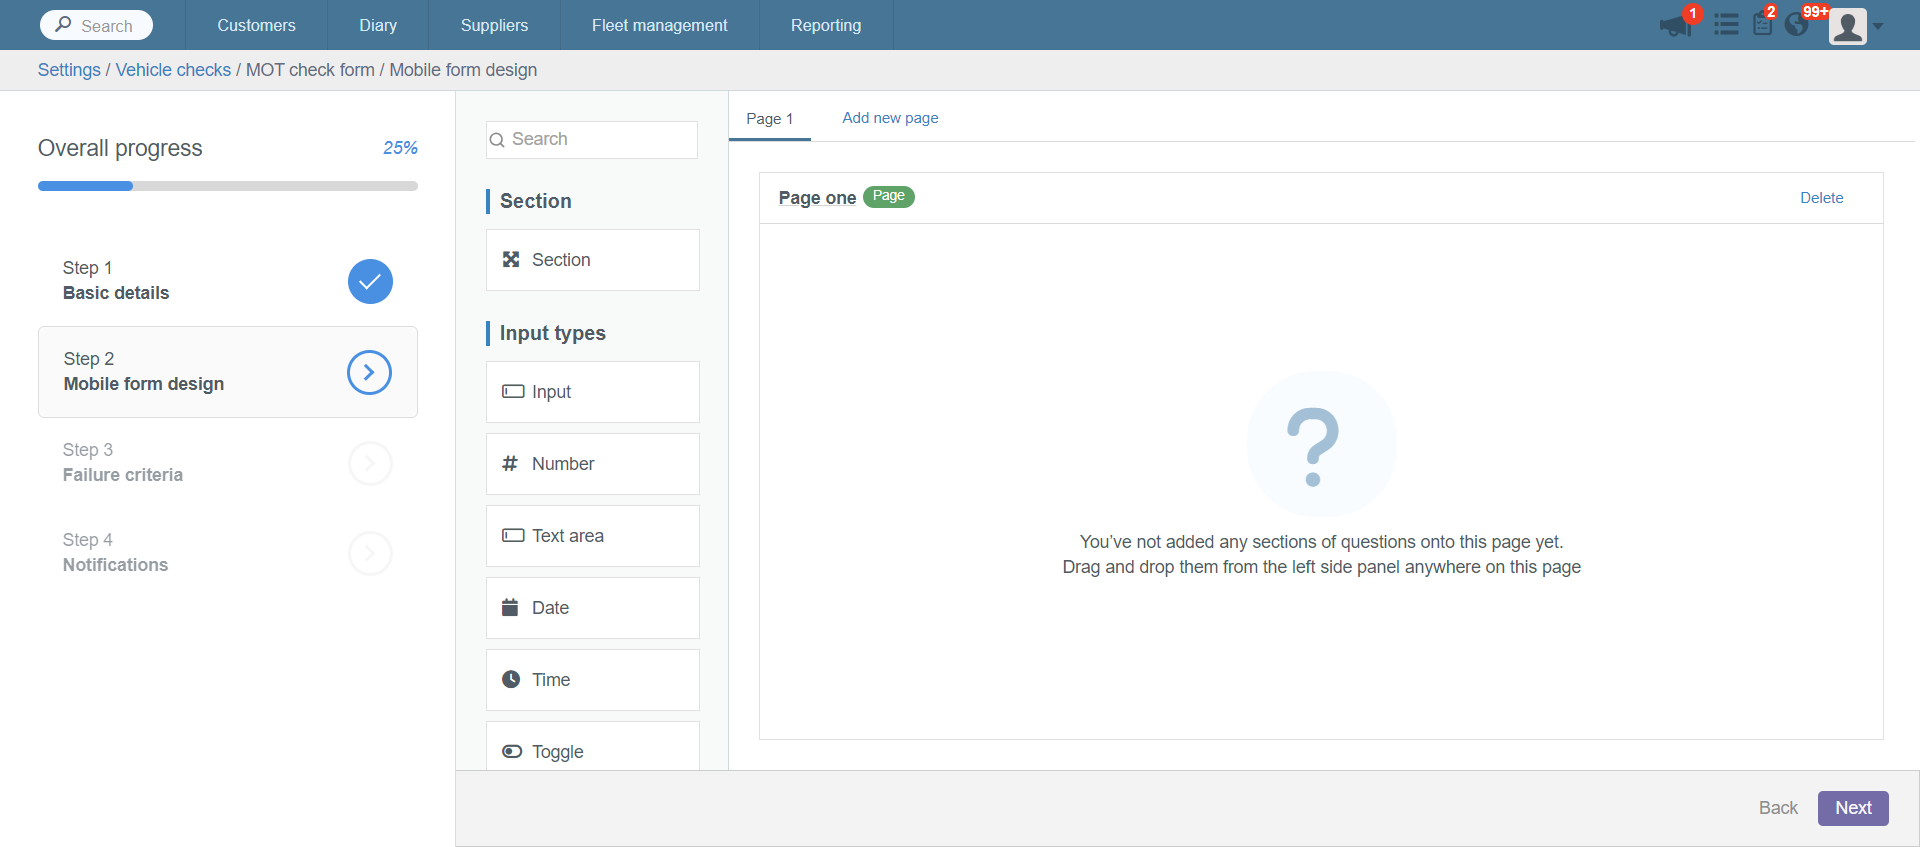 Search
Customers
Diary
Suppliers
Fleet management
Reporting
1
2
99+
Settings / Vehicle checks / MOT check form / Mobile form design
Overall progress
25%
Step 1
Basic details
Step 2
Mobile form design
Step 3
Failure criteria
Step 4
Notifications
Search
Section
Section
Input types
Input
Number
Text area
Date
Time
Toggle
Page 1
Add new page
Page one
Page
Delete
You’ve not added any sections of questions onto this page yet.
Drag and drop them from the left side panel anywhere on this page
Back
Next